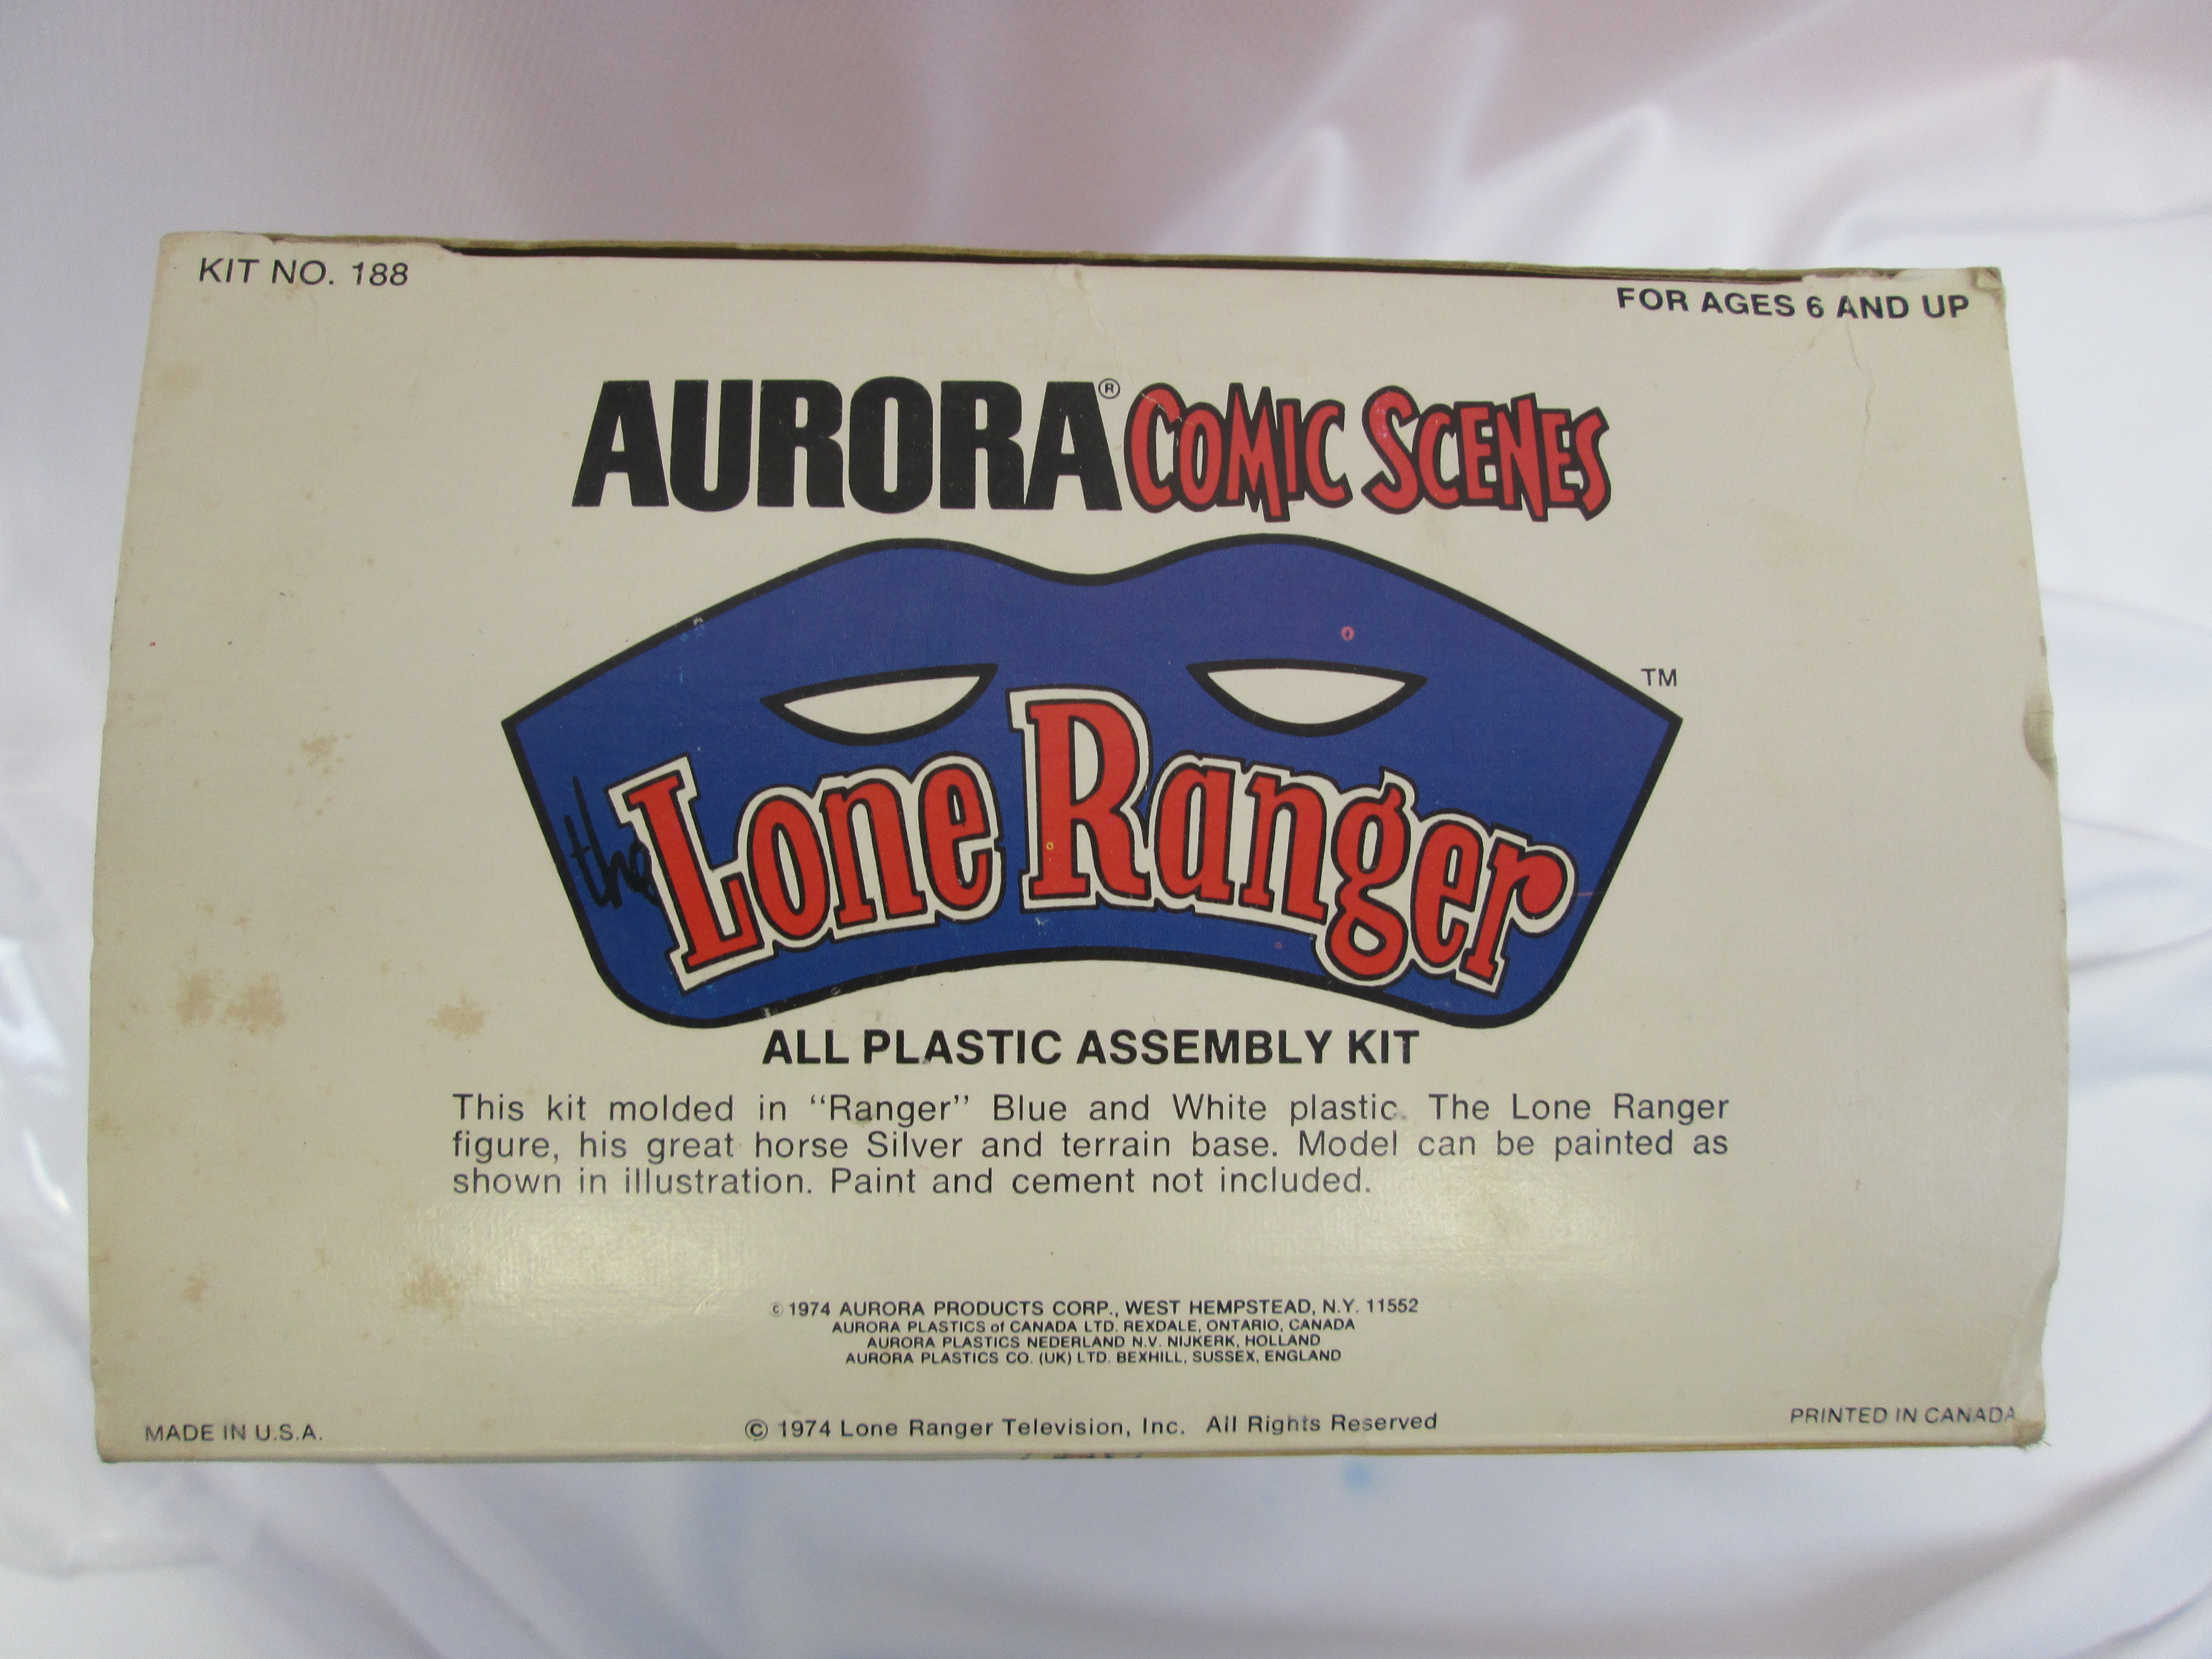 KIT NO. 188
FOR AGES 6 AND UP
AURORA® COMIC SCENES
TM
the Lone Ranger
ALL PLASTIC ASSEMBLY KIT
This kit molded in “Ranger” Blue and White plastic. The Lone Ranger
figure, his great horse Silver and terrain base. Model can be painted as
shown in illustration. Paint and cement not included.
© 1974 AURORA PRODUCTS CORP., WEST HEMPSTEAD, N.Y. 11552
AURORA PLASTICS of CANADA LTD. REXDALE, ONTARIO, CANADA
AURORA PLASTICS NEDERLAND N.V. NIJKERK, HOLLAND
AURORA PLASTICS CO. (UK) LTD. BEXHILL, SUSSEX, ENGLAND
MADE IN U.S.A.
© 1974 Lone Ranger Television, Inc. All Rights Reserved
PRINTED IN CANADA